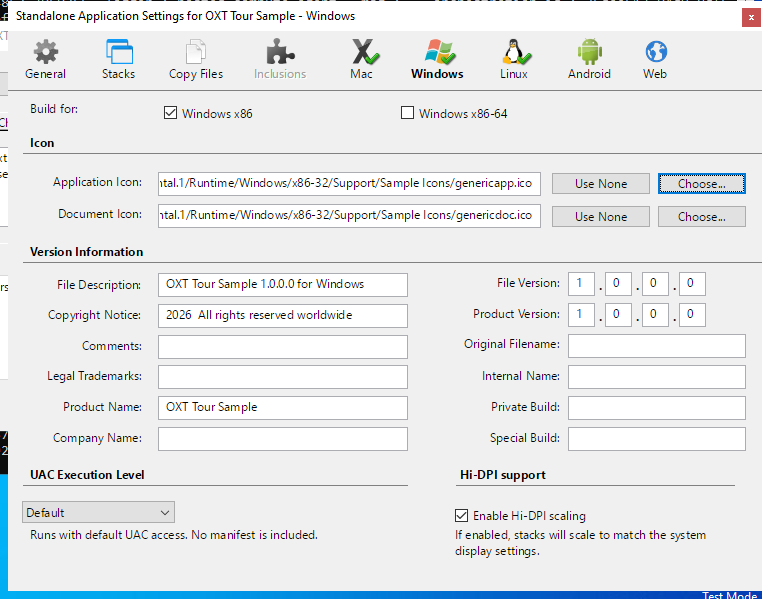 Standalone Application Settings for OXT Tour Sample - Windows
General Stacks Copy Files Inclusions Mac Windows Linux Android Web
Build for: Windows x86 Windows x86-64
Icon
Application Icon: ntal.1/Runtime/Windows/x86-32/Support/Sample Icons/genericapp.ico Use None Choose...
Document Icon: ntal.1/Runtime/Windows/x86-32/Support/Sample Icons/genericdoc.ico Use None Choose...
Version Information
File Description: OXT Tour Sample 1.0.0.0 for Windows File Version: 1 . 0 . 0 . 0
Copyright Notice: 2026 All rights reserved worldwide Product Version: 1 . 0 . 0 . 0
Comments: Original Filename:
Legal Trademarks: Internal Name:
Product Name: OXT Tour Sample Private Build:
Company Name: Special Build:
UAC Execution Level Hi-DPI support
Default Enable Hi-DPI scaling
Runs with default UAC access. No manifest is included. If enabled, stacks will scale to match the system
display settings.
Test Mode